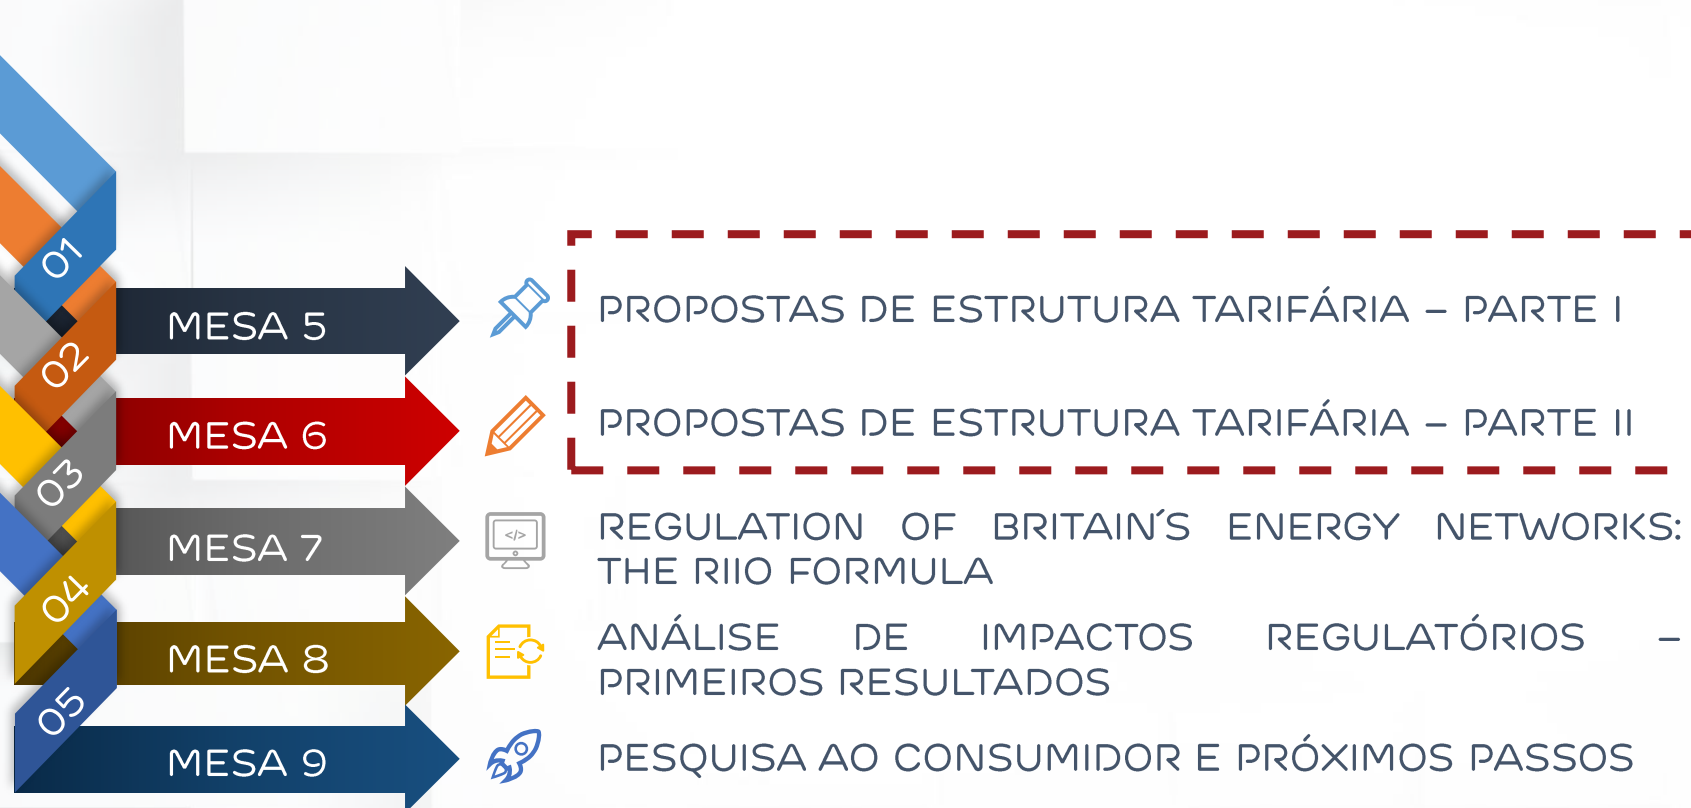 01
MESA 5
PROPOSTAS DE ESTRUTURA TARIFÁRIA – PARTE I
02
MESA 6
PROPOSTAS DE ESTRUTURA TARIFÁRIA – PARTE II
03
MESA 7
</>
REGULATION OF BRITAIN´S ENERGY NETWORKS:
THE RIIO FORMULA
04
MESA 8
ANÁLISE DE IMPACTOS REGULATÓRIOS –
PRIMEIROS RESULTADOS
05
MESA 9
PESQUISA AO CONSUMIDOR E PRÓXIMOS PASSOS